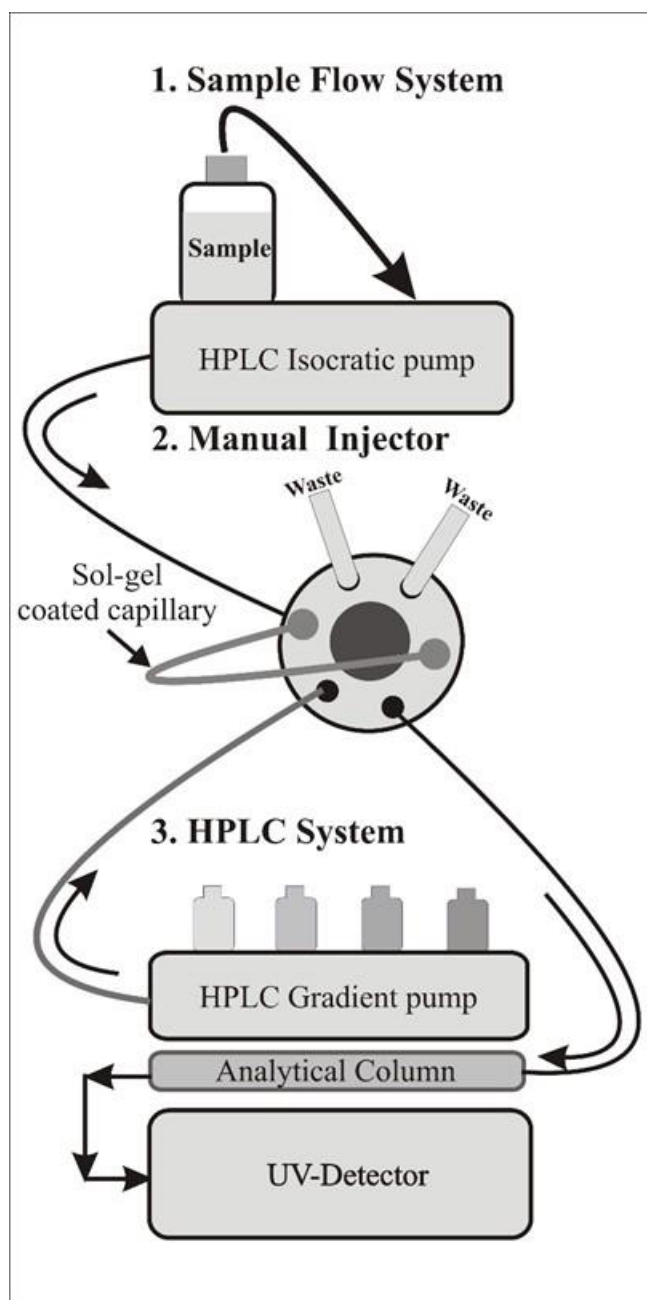 1. Sample Flow System
Sample
HPLC Isocratic pump
2. Manual Injector
Waste
Waste
Sol-gel
coated capillary
3. HPLC System
HPLC Gradient pump
Analytical Column
UV-Detector